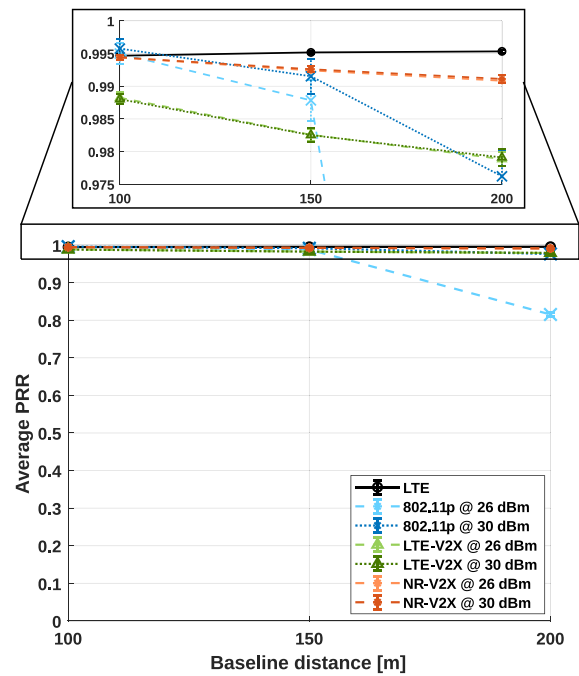 1
0.995
0.99
0.985
0.98
0.975
100
150
200
1
0.9
0.8
0.7
0.6
0.5
0.4
0.3
0.2
0.1
0
Average PRR
LTE
802.11p @ 26 dBm
802.11p @ 30 dBm
LTE-V2X @ 26 dBm
LTE-V2X @ 30 dBm
NR-V2X @ 26 dBm
NR-V2X @ 30 dBm
100
150
200
Baseline distance [m]